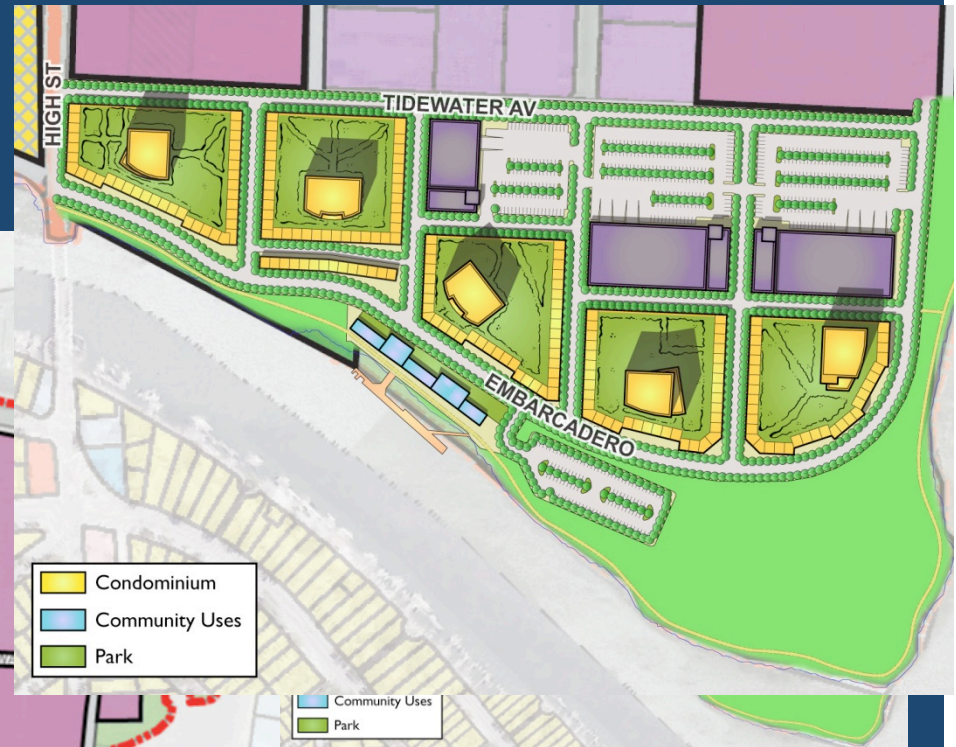 HIGH ST
TIDEWATER AV
EMBARCADERO
Condominium
Community Uses
Park
Community Uses
Park